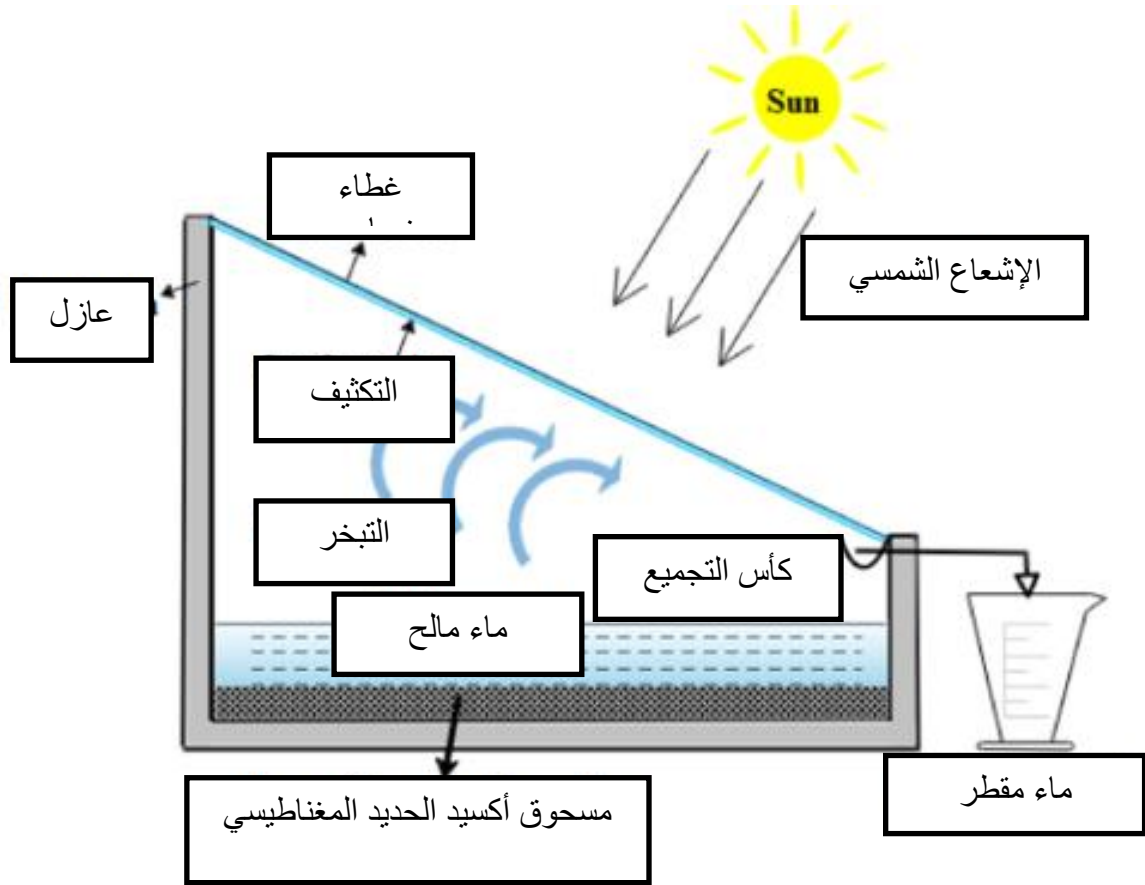 Sun
غطاء
الإشعاع الشمسي
عازل
التكثيف
التبخر
كأس التجميع
ماء مالح
ماء مقطر
مسحوق أكسيد الحديد المغناطيسي